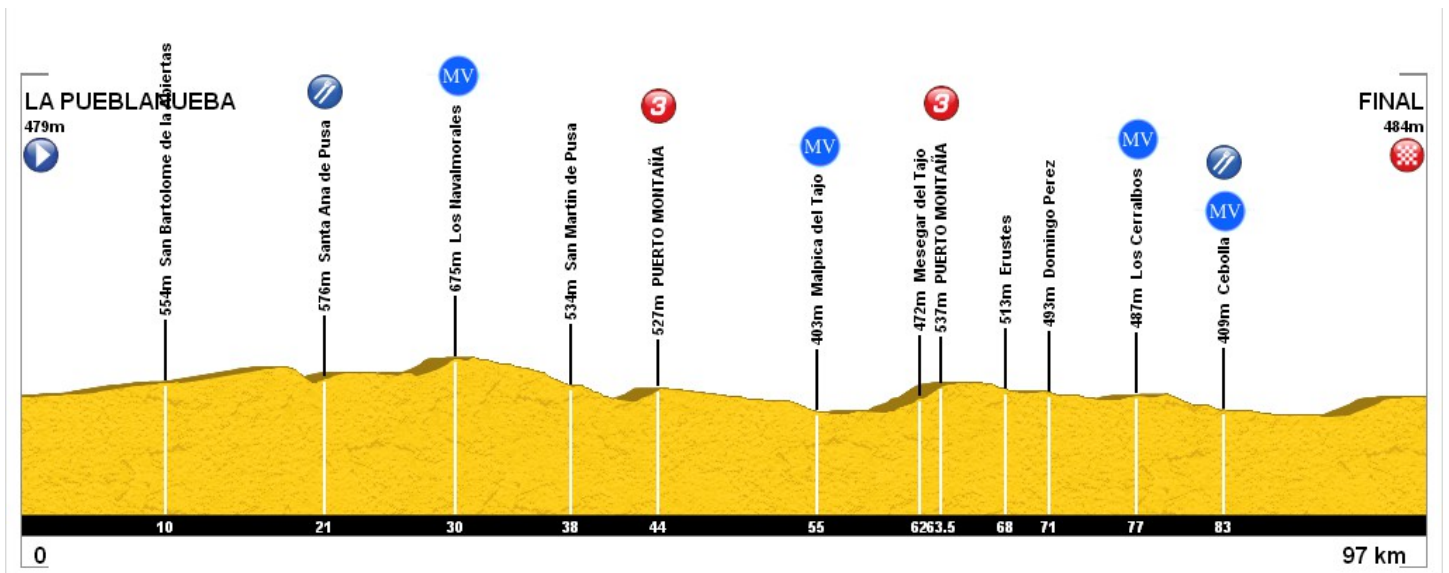 LA PUEBLANUEBA
479m
554m San Bartolome de la Abiertas
576m Santa Ana de Pusa
MV
675m Los Navalmorales
534m San Martin de Pusa
3
527m PUERTO MONTAÑA
MV
403m Malpica del Tajo
472m Mesegar del Tajo
3
537m PUERTO MONTAÑA
513m Erustes
493m Domingo Perez
MV
487m Los Cerralbos
MV
409m Cebolla
FINAL
484m
10 21 30 38 44 55 62 63.5 68 71 77 83
0 97 km